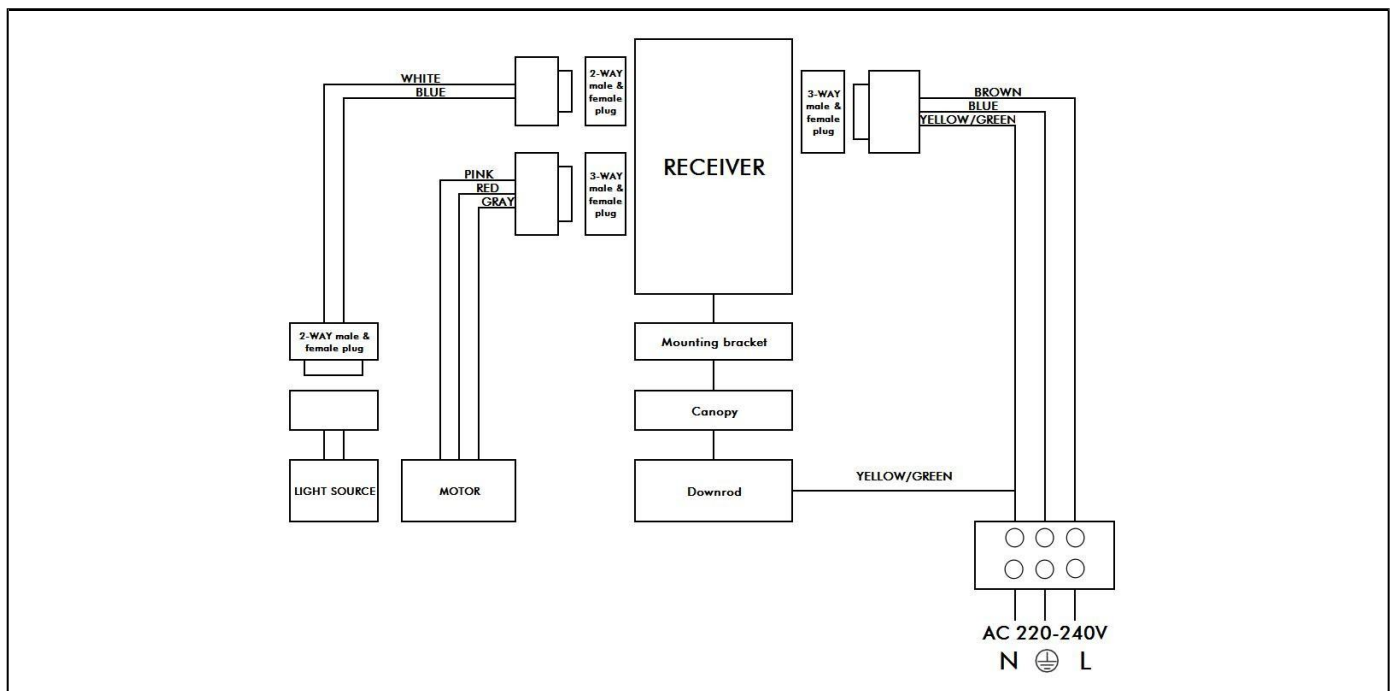 WHITE
BLUE
2-WAY
male &
female
plug
PINK
RED
GRAY
3-WAY
male &
female
plug
RECEIVER
3-WAY
male &
female
plug
BROWN
BLUE
YELLOW/GREEN
2-WAY male &
female plug
Mounting bracket
Canopy
LIGHT SOURCE
MOTOR
Downrod
YELLOW/GREEN
AC 220-240V
N L